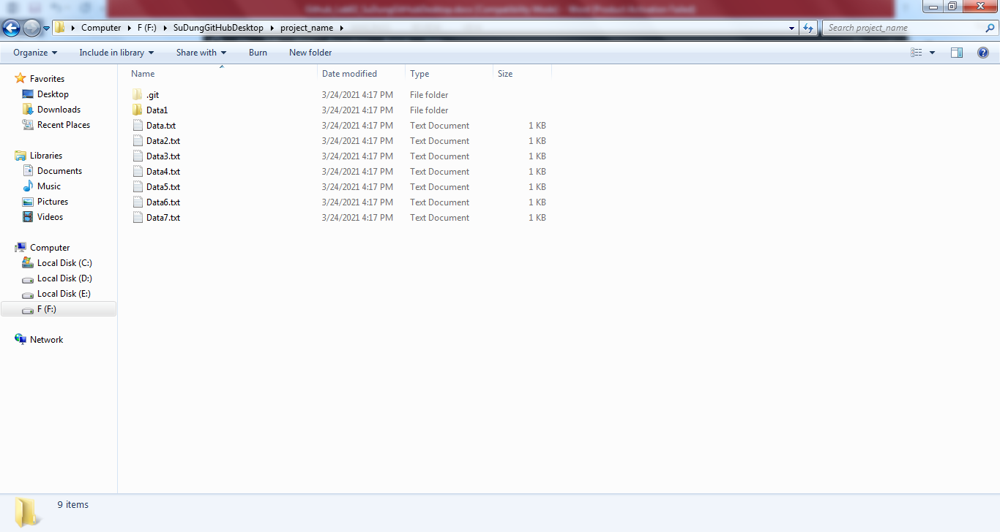 Computer F (F:) SuDungGitHubDesktop project_name Search project_name
Organize Include in library Share with Burn New folder
Favorites
Desktop
Downloads
Recent Places
Libraries
Documents
Music
Pictures
Videos
Computer
Local Disk (C:)
Local Disk (D:)
Local Disk (E:)
F (F:)
Network
Name Date modified Type Size
.git 3/24/2021 4:17 PM File folder
Data1 3/24/2021 4:17 PM File folder
Data.txt 3/24/2021 4:17 PM Text Document 1 KB
Data2.txt 3/24/2021 4:17 PM Text Document 1 KB
Data3.txt 3/24/2021 4:17 PM Text Document 1 KB
Data4.txt 3/24/2021 4:17 PM Text Document 1 KB
Data5.txt 3/24/2021 4:17 PM Text Document 1 KB
Data6.txt 3/24/2021 4:17 PM Text Document 1 KB
Data7.txt 3/24/2021 4:17 PM Text Document 1 KB
9 items